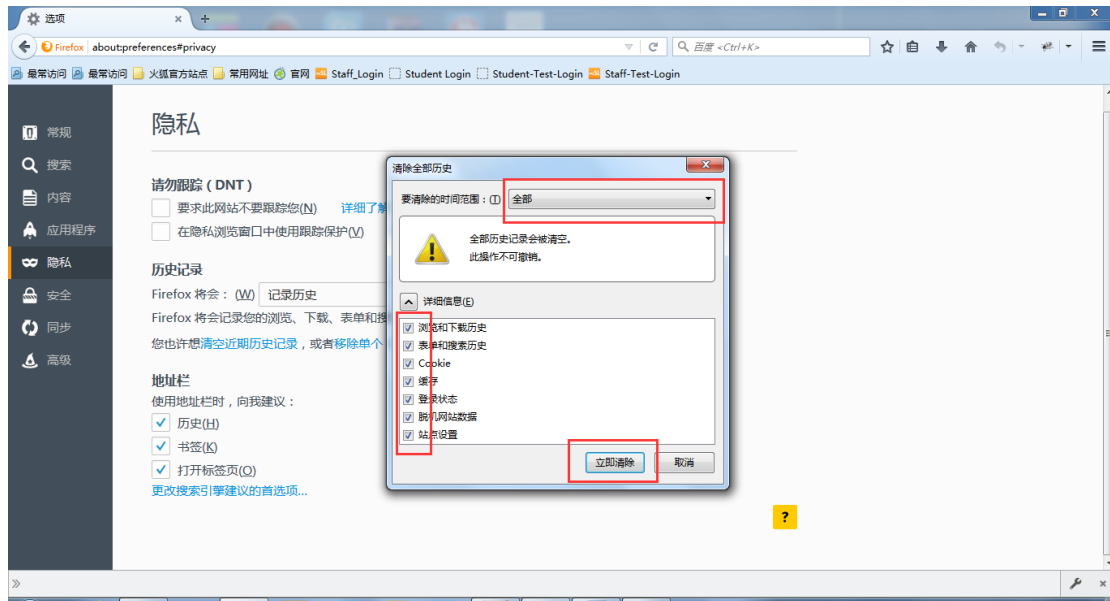 选项
Firefox about:preferences#privacy
百度 <Ctrl+K>
最常访问 最常访问 火狐官方站点 常用网址 官网 Staff_Login Student Login Student-Test-Login Staff-Test-Login
常规
搜索
内容
应用程序
隐私
安全
同步
高级
隐私
请勿跟踪（DNT）
要求此网站不要跟踪您(N) 详细了解
在隐私浏览窗口中使用跟踪保护(V)
历史记录
Firefox 将会：(W) 记录历史
Firefox 将会记录您的浏览、下载、表单和搜
您也许想清空近期历史记录，或者移除单个
地址栏
使用地址栏时，向我建议：
历史(H)
书签(K)
打开标签页(O)
更改搜索引擎建议的首选项...
清除全部历史
要清除的时间范围：(T) 全部
全部历史记录会被清空。
此操作不可撤销。
详细信息(E)
浏览和下载历史
表单和搜索历史
Cookie
缓存
登录状态
脱机网站数据
站点设置
立即清除 取消
?